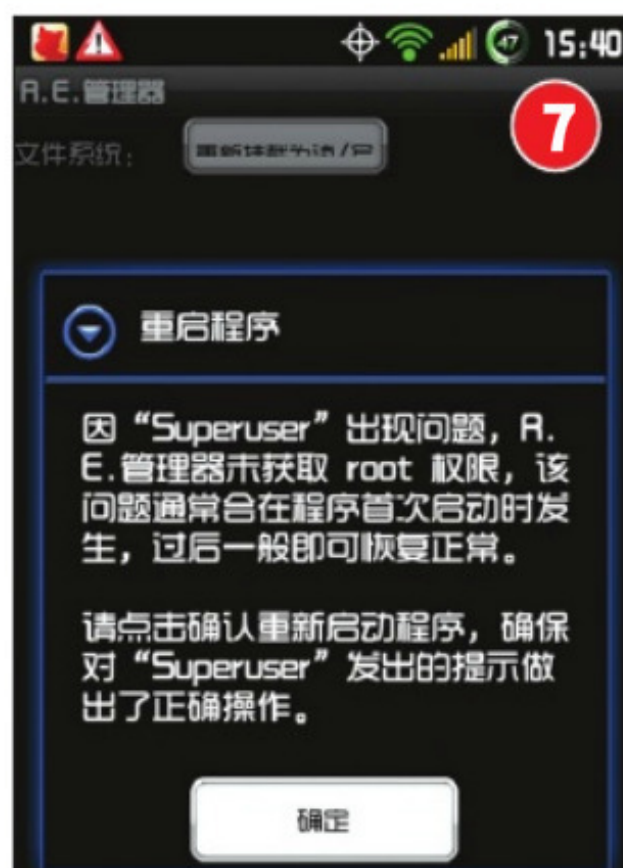 47 15:40
R.E.管理器
7
文件系统:
重启程序
因“Superuser”出现问题，R.
E.管理器未获取 root 权限，该
问题通常会在程序首次启动时发
生，过后一般即可恢复正常。
请点击确认重新启动程序，确保
对“Superuser”发出的提示做
出了正确操作。
确定